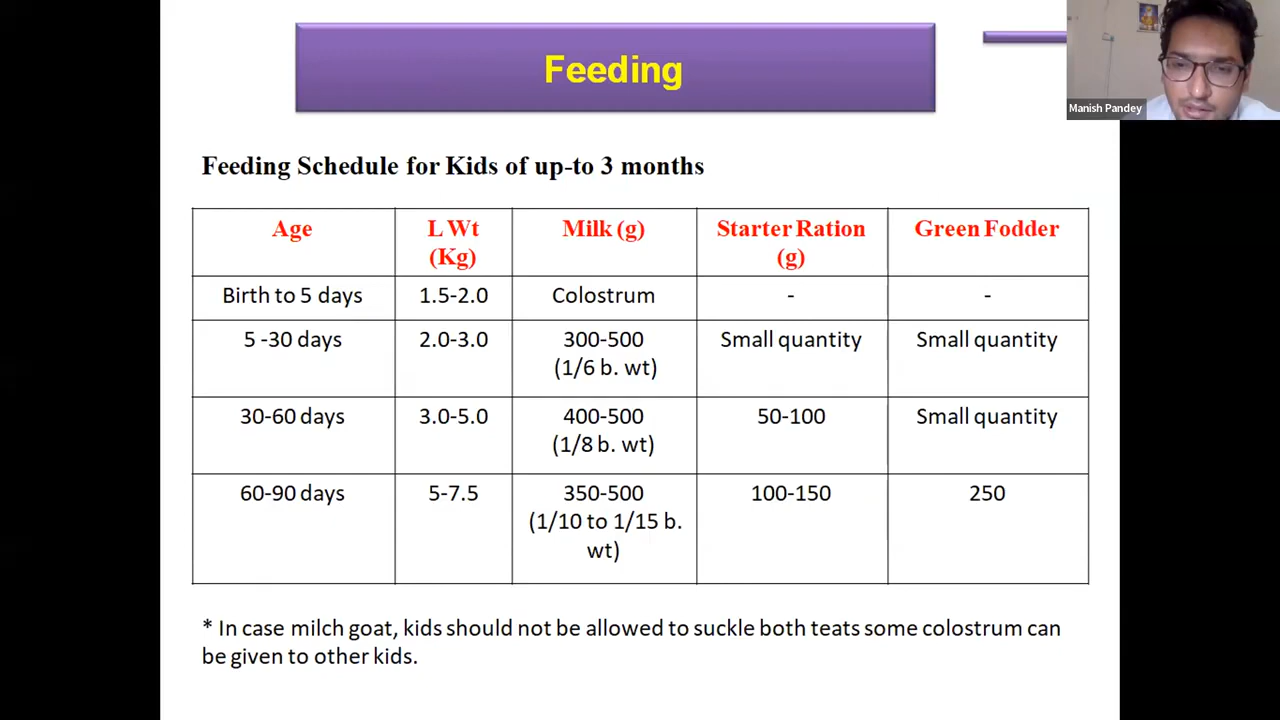 Feeding
Manish Pandey
Feeding Schedule for Kids of up-to 3 months
Age L Wt (Kg) Milk (g) Starter Ration (g) Green Fodder
Birth to 5 days 1.5-2.0 Colostrum - -
5 -30 days 2.0-3.0 300-500 Small quantity Small quantity
(1/6 b. wt)
30-60 days 3.0-5.0 400-500 50-100 Small quantity
(1/8 b. wt)
60-90 days 5-7.5 350-500 100-150 250
(1/10 to 1/15 b.
wt)
* In case milch goat, kids should not be allowed to suckle both teats some colostrum can
be given to other kids.